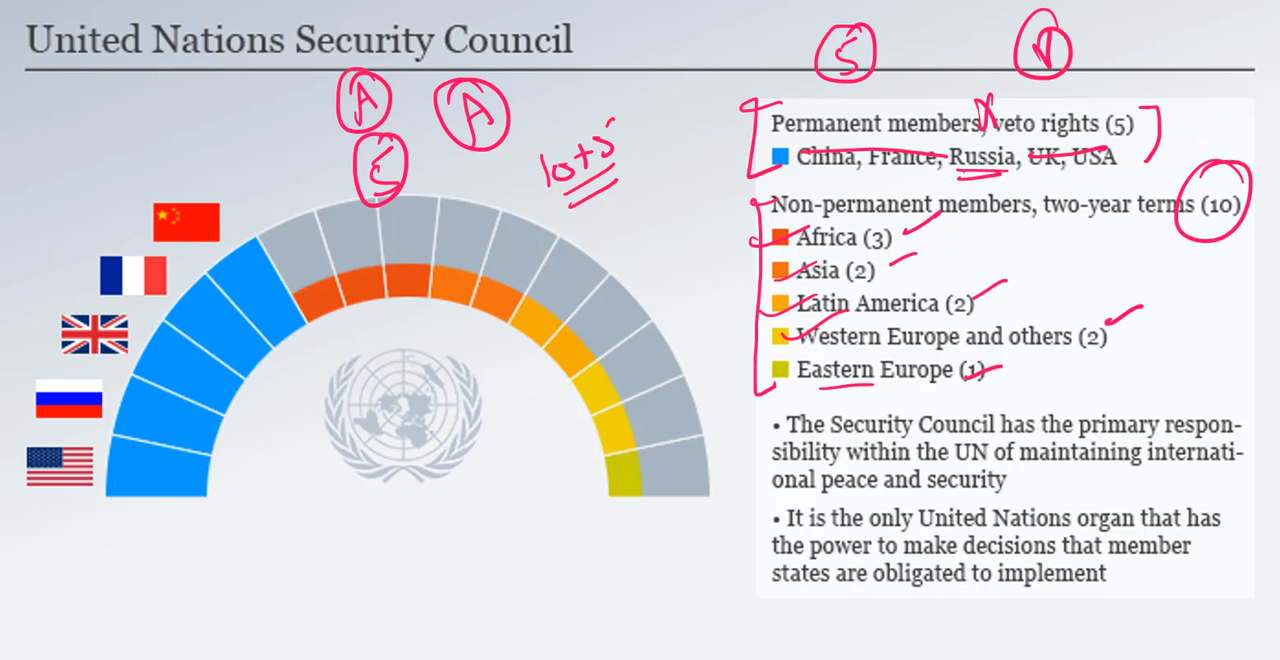 United Nations Security Council
S
A
A
S
10+5
Permanent members, veto rights (5)
China, France, Russia, UK, USA
Non-permanent members, two-year terms (10)
Africa (3)
Asia (2)
Latin America (2)
Western Europe and others (2)
Eastern Europe (1)
• The Security Council has the primary respon-
sibility within the UN of maintaining internati-
onal peace and security
• It is the only United Nations organ that has
the power to make decisions that member
states are obligated to implement